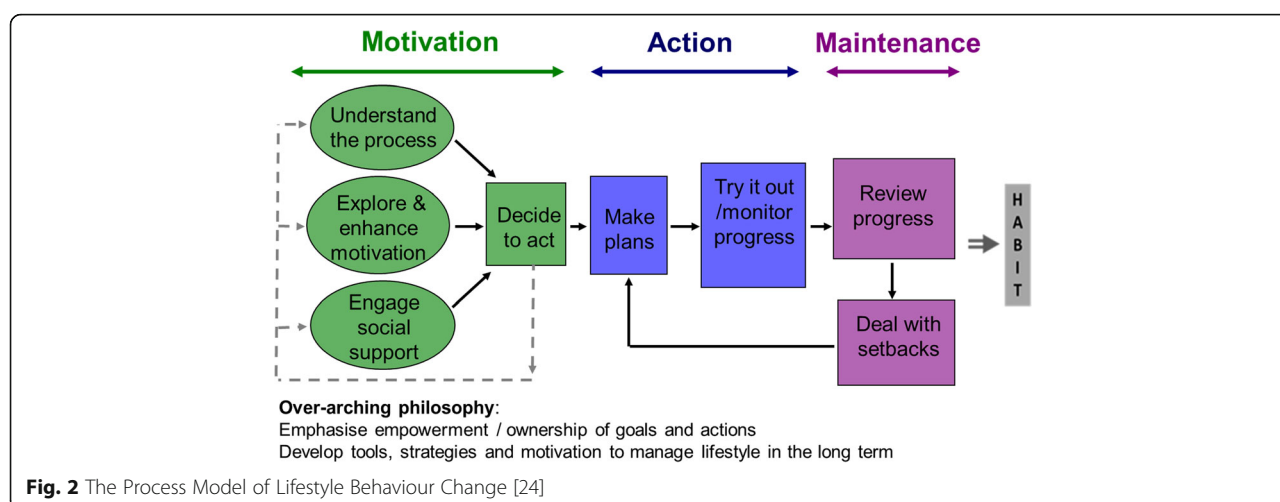 Motivation
Action
Maintenance
Understand
the process
Explore &
enhance
motivation
Engage
social
support
Decide
to act
Make
plans
Try it out
/monitor
progress
Review
progress
Deal with
setbacks
H
A
B
I
T
Over-arching philosophy:
Emphasise empowerment / ownership of goals and actions
Develop tools, strategies and motivation to manage lifestyle in the long term
Fig. 2 The Process Model of Lifestyle Behaviour Change [24]